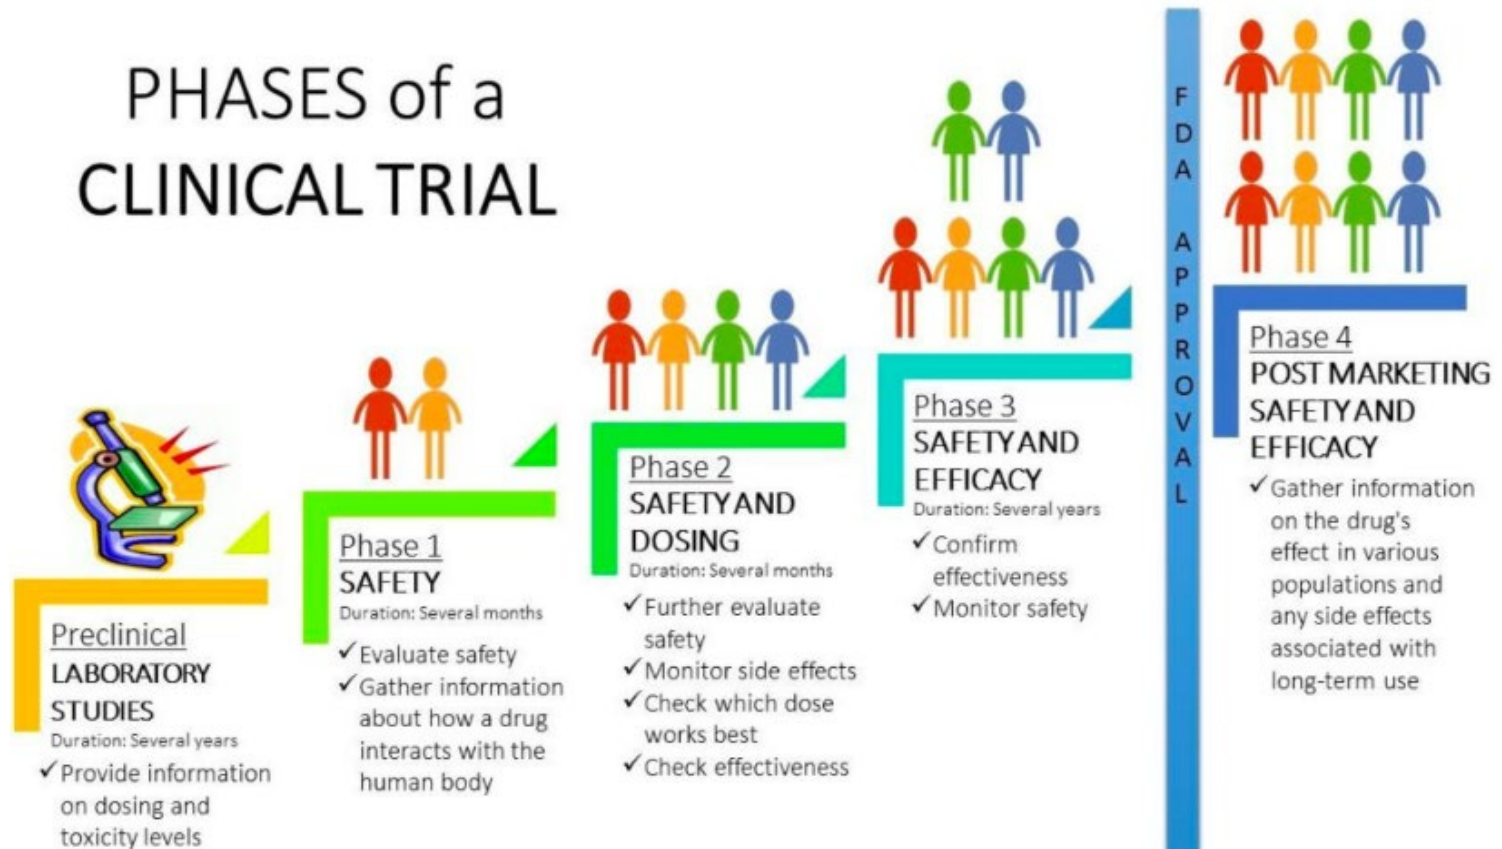 PHASES of a
CLINICAL TRIAL
Preclinical
LABORATORY
STUDIES
Duration: Several years
✓Provide information
on dosing and
toxicity levels
Phase 1
SAFETY
Duration: Several months
✓Evaluate safety
✓Gather information
about how a drug
interacts with the
human body
Phase 2
SAFETY AND
DOSING
Duration: Several months
✓Further evaluate
safety
✓Monitor side effects
✓Check which dose
works best
✓Check effectiveness
Phase 3
SAFETY AND
EFFICACY
Duration: Several years
✓Confirm
effectiveness
✓Monitor safety
FDA APPROVAL
Phase 4
POST MARKETING
SAFETY AND
EFFICACY
✓Gather information
on the drug's
effect in various
populations and
any side effects
associated with
long-term use